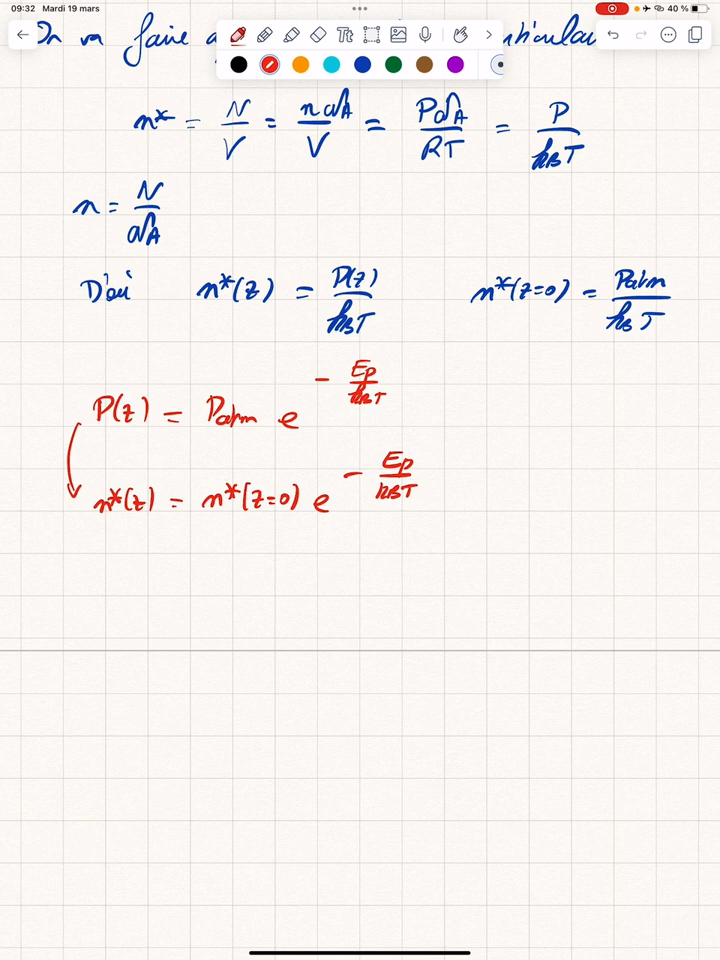 09:32 Mardi 19 mars
40 %
On va faire
Tt
n* = N/V = n𝒩A/V = P𝒩A/RT = P/kBT
n = N/𝒩A
D'où n*(z) = P(z)/kBT n*(z=0) = Patm/kBT
P(z) = Patm e^(- Ep/kBT)
n*(z) = n*(z=0) e^(- Ep/kBT)